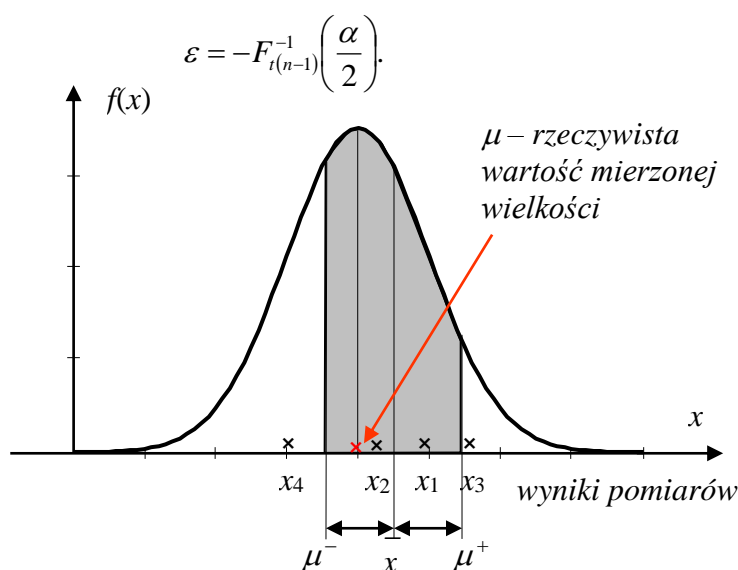 ε = −F⁻¹ₜ₍ₙ₋₁₎(α/2).
f(x)
μ – rzeczywista
wartość mierzonej
wielkości
x
x₄ x₂ x₁ x₃
wyniki pomiarów
μ⁻ x̄ μ⁺